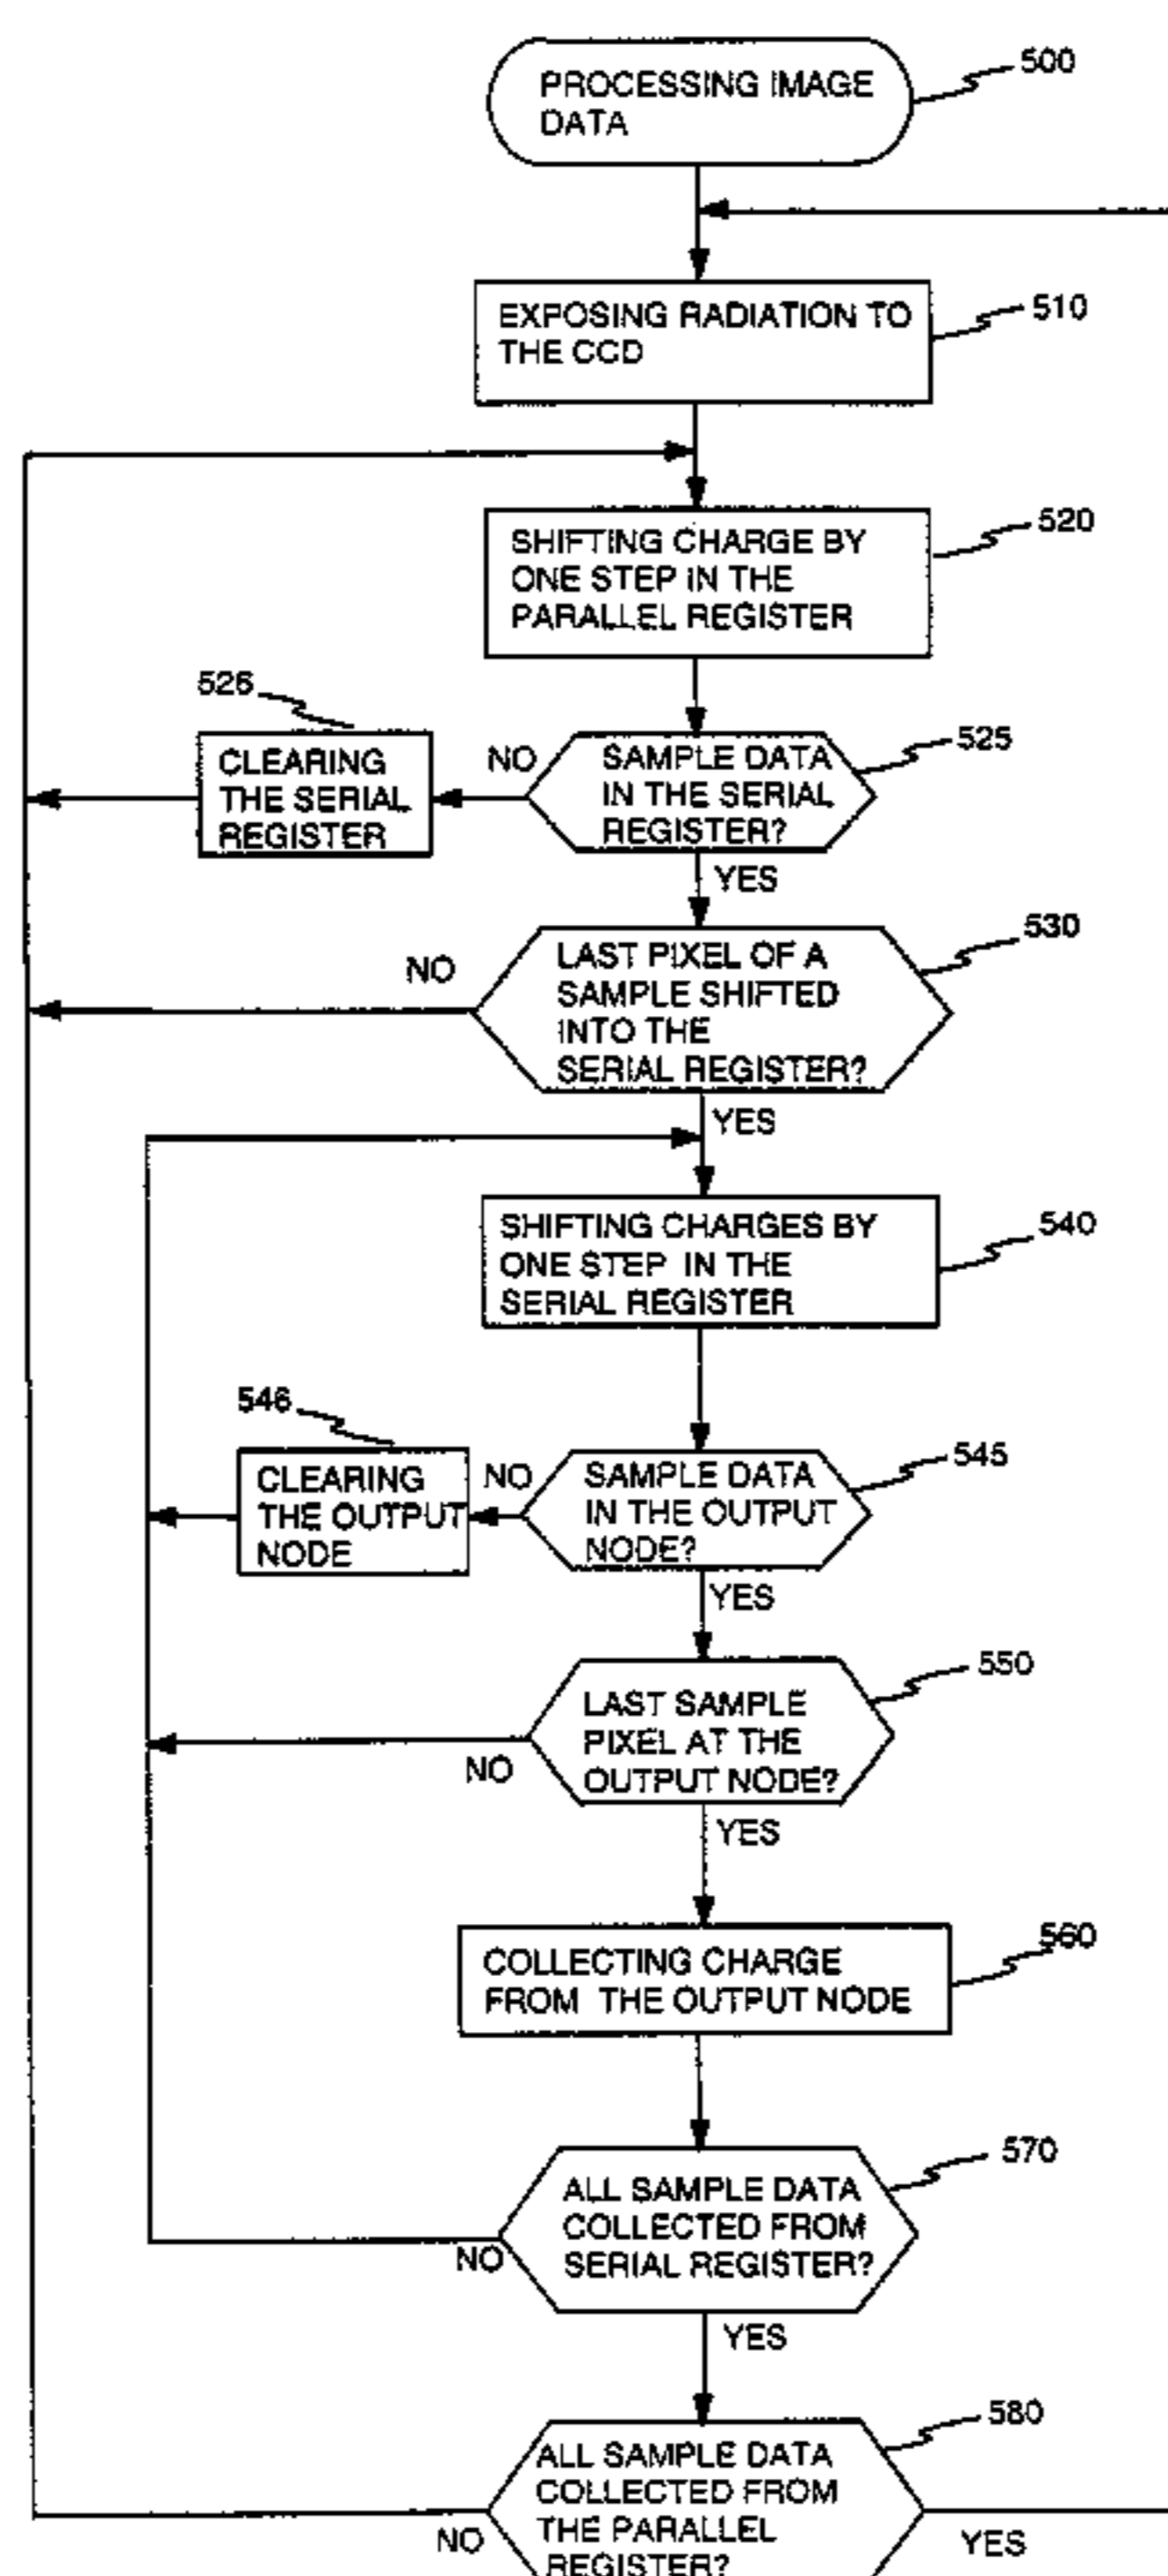 PROCESSING IMAGE
DATA
500
EXPOSING RADIATION TO
THE CCD
510
SHIFTING CHARGE BY
ONE STEP IN THE
PARALLEL REGISTER
520
526
CLEARING
THE SERIAL
REGISTER
NO
SAMPLE DATA
IN THE SERIAL
REGISTER?
525
YES
530
NO
LAST PIXEL OF A
SAMPLE SHIFTED
INTO THE
SERIAL REGISTER?
YES
SHIFTING CHARGES BY
ONE STEP IN THE
SERIAL REGISTER
540
546
CLEARING
THE OUTPUT
NODE
NO
SAMPLE DATA
IN THE OUTPUT
NODE?
545
YES
550
LAST SAMPLE
PIXEL AT THE
OUTPUT NODE?
NO
YES
COLLECTING CHARGE
FROM THE OUTPUT NODE
560
570
ALL SAMPLE DATA
COLLECTED FROM
SERIAL REGISTER?
NO
YES
580
ALL SAMPLE DATA
COLLECTED FROM
THE PARALLEL
REGISTER?
NO
YES